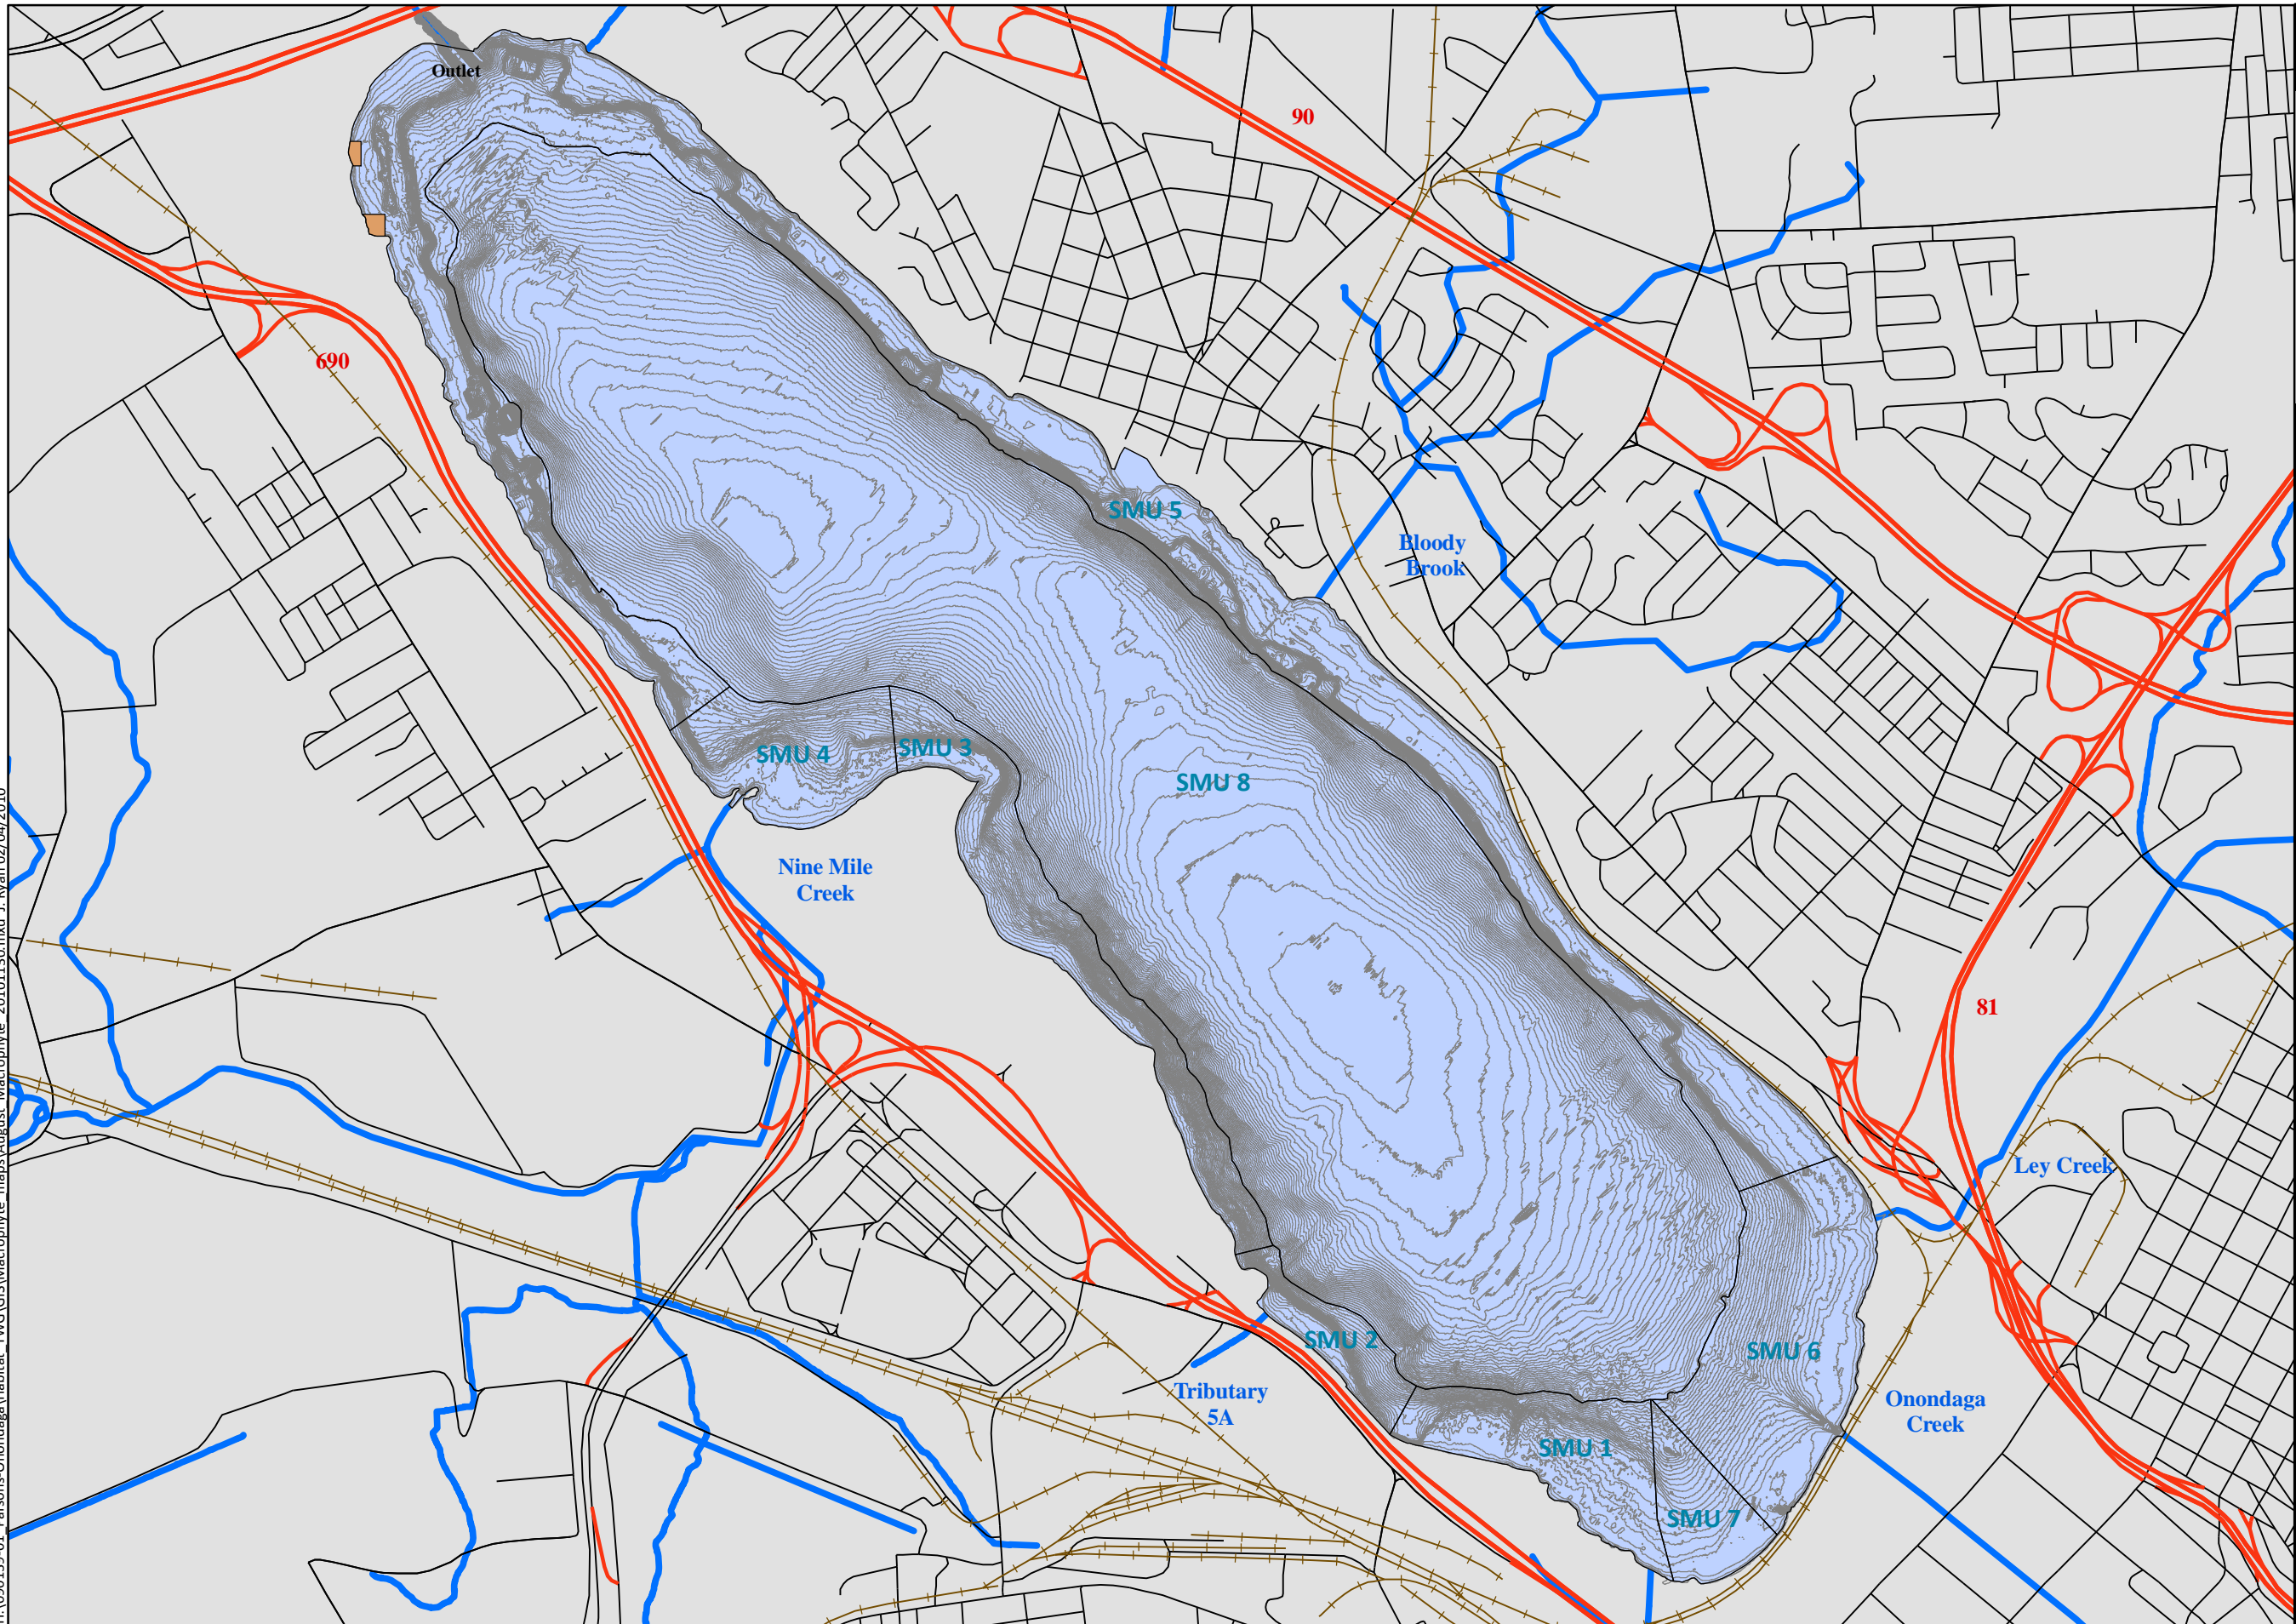 Outlet
90
690
SMU 5
Bloody
Brook
SMU 4
SMU 3
SMU 8
Nine Mile
Creek
81
Ley Creek
SMU 2
SMU 6
Tributary
5A
Onondaga
Creek
SMU 1
SMU 7